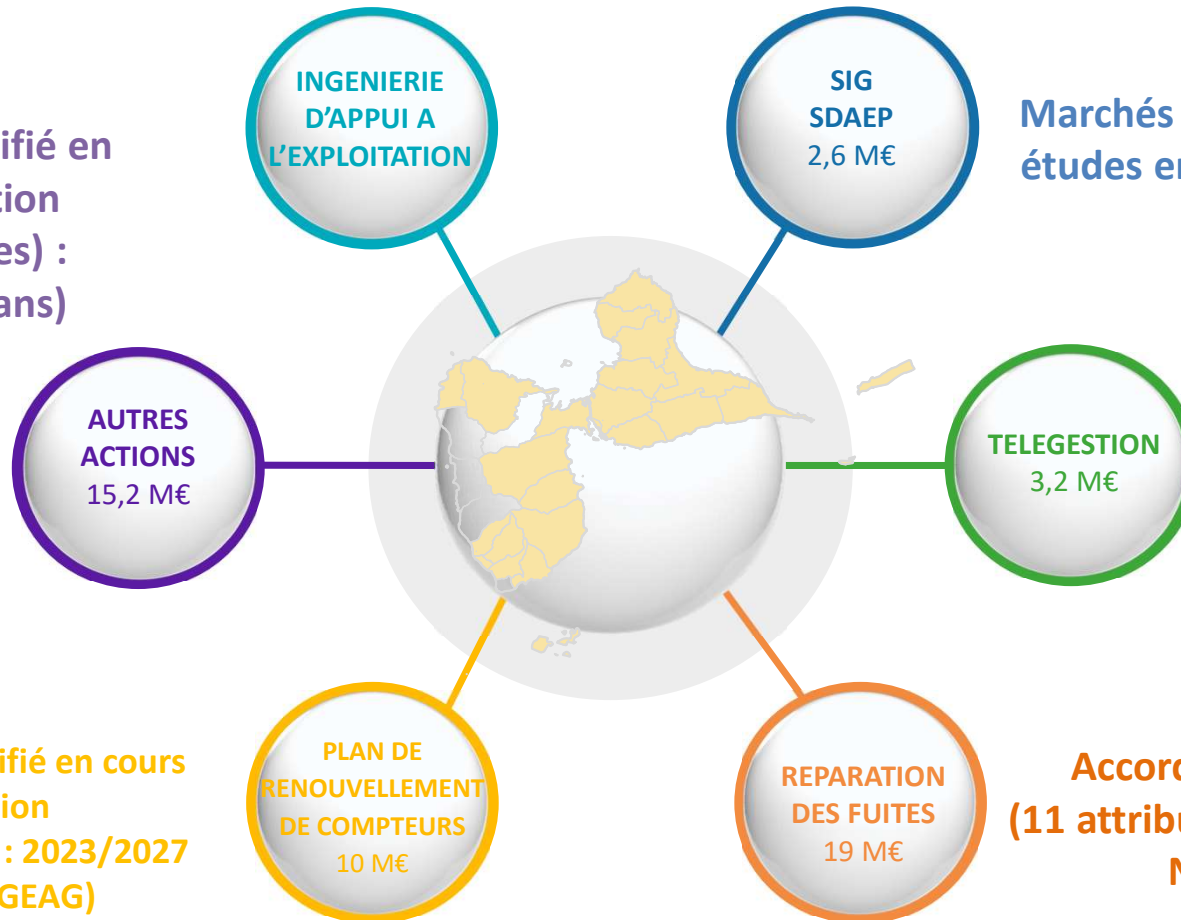 INGENIERIE
D'APPUI A
L'EXPLOITATION
SIG
SDAEP
2,6 M€
Marchés
études en
ifié en
tion
es) :
ans)
AUTRES
ACTIONS
15,2 M€
TELEGESTION
3,2 M€
ifié en cours
ion
: 2023/2027
GEAG)
PLAN DE
RENOUVELLEMENT
DE COMPTEURS
10 M€
REPARATION
DES FUITES
19 M€
Accord
(11 attribu